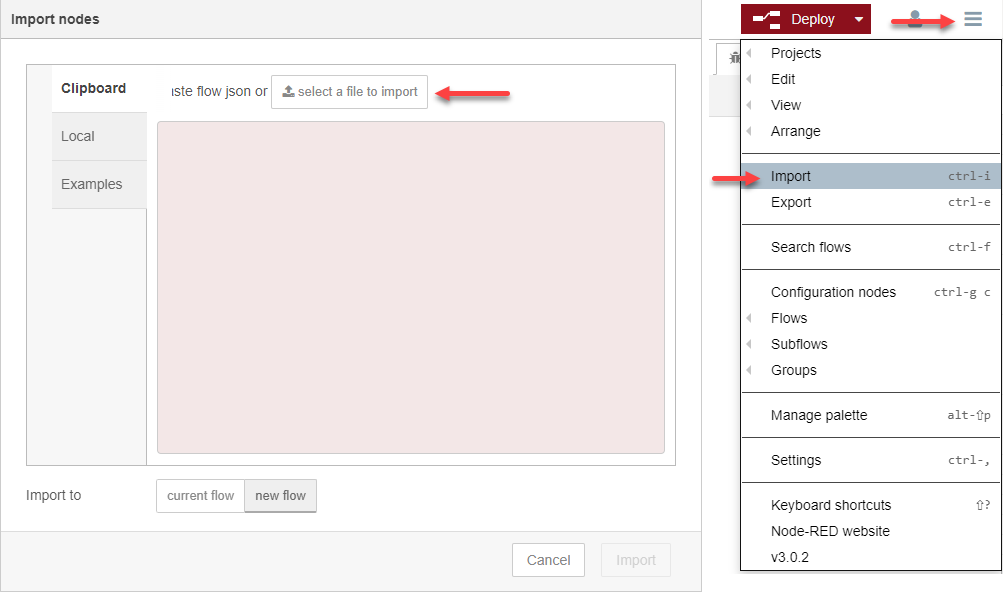 Import nodes
Clipboard
Local
Examples
aste flow json or select a file to import
Import to
current flow
new flow
Cancel
Import
Deploy
Projects
Edit
View
Arrange
Import ctrl-i
Export ctrl-e
Search flows ctrl-f
Configuration nodes ctrl-g c
Flows
Subflows
Groups
Manage palette alt-⇧p
Settings ctrl-,
Keyboard shortcuts ⇧?
Node-RED website
v3.0.2